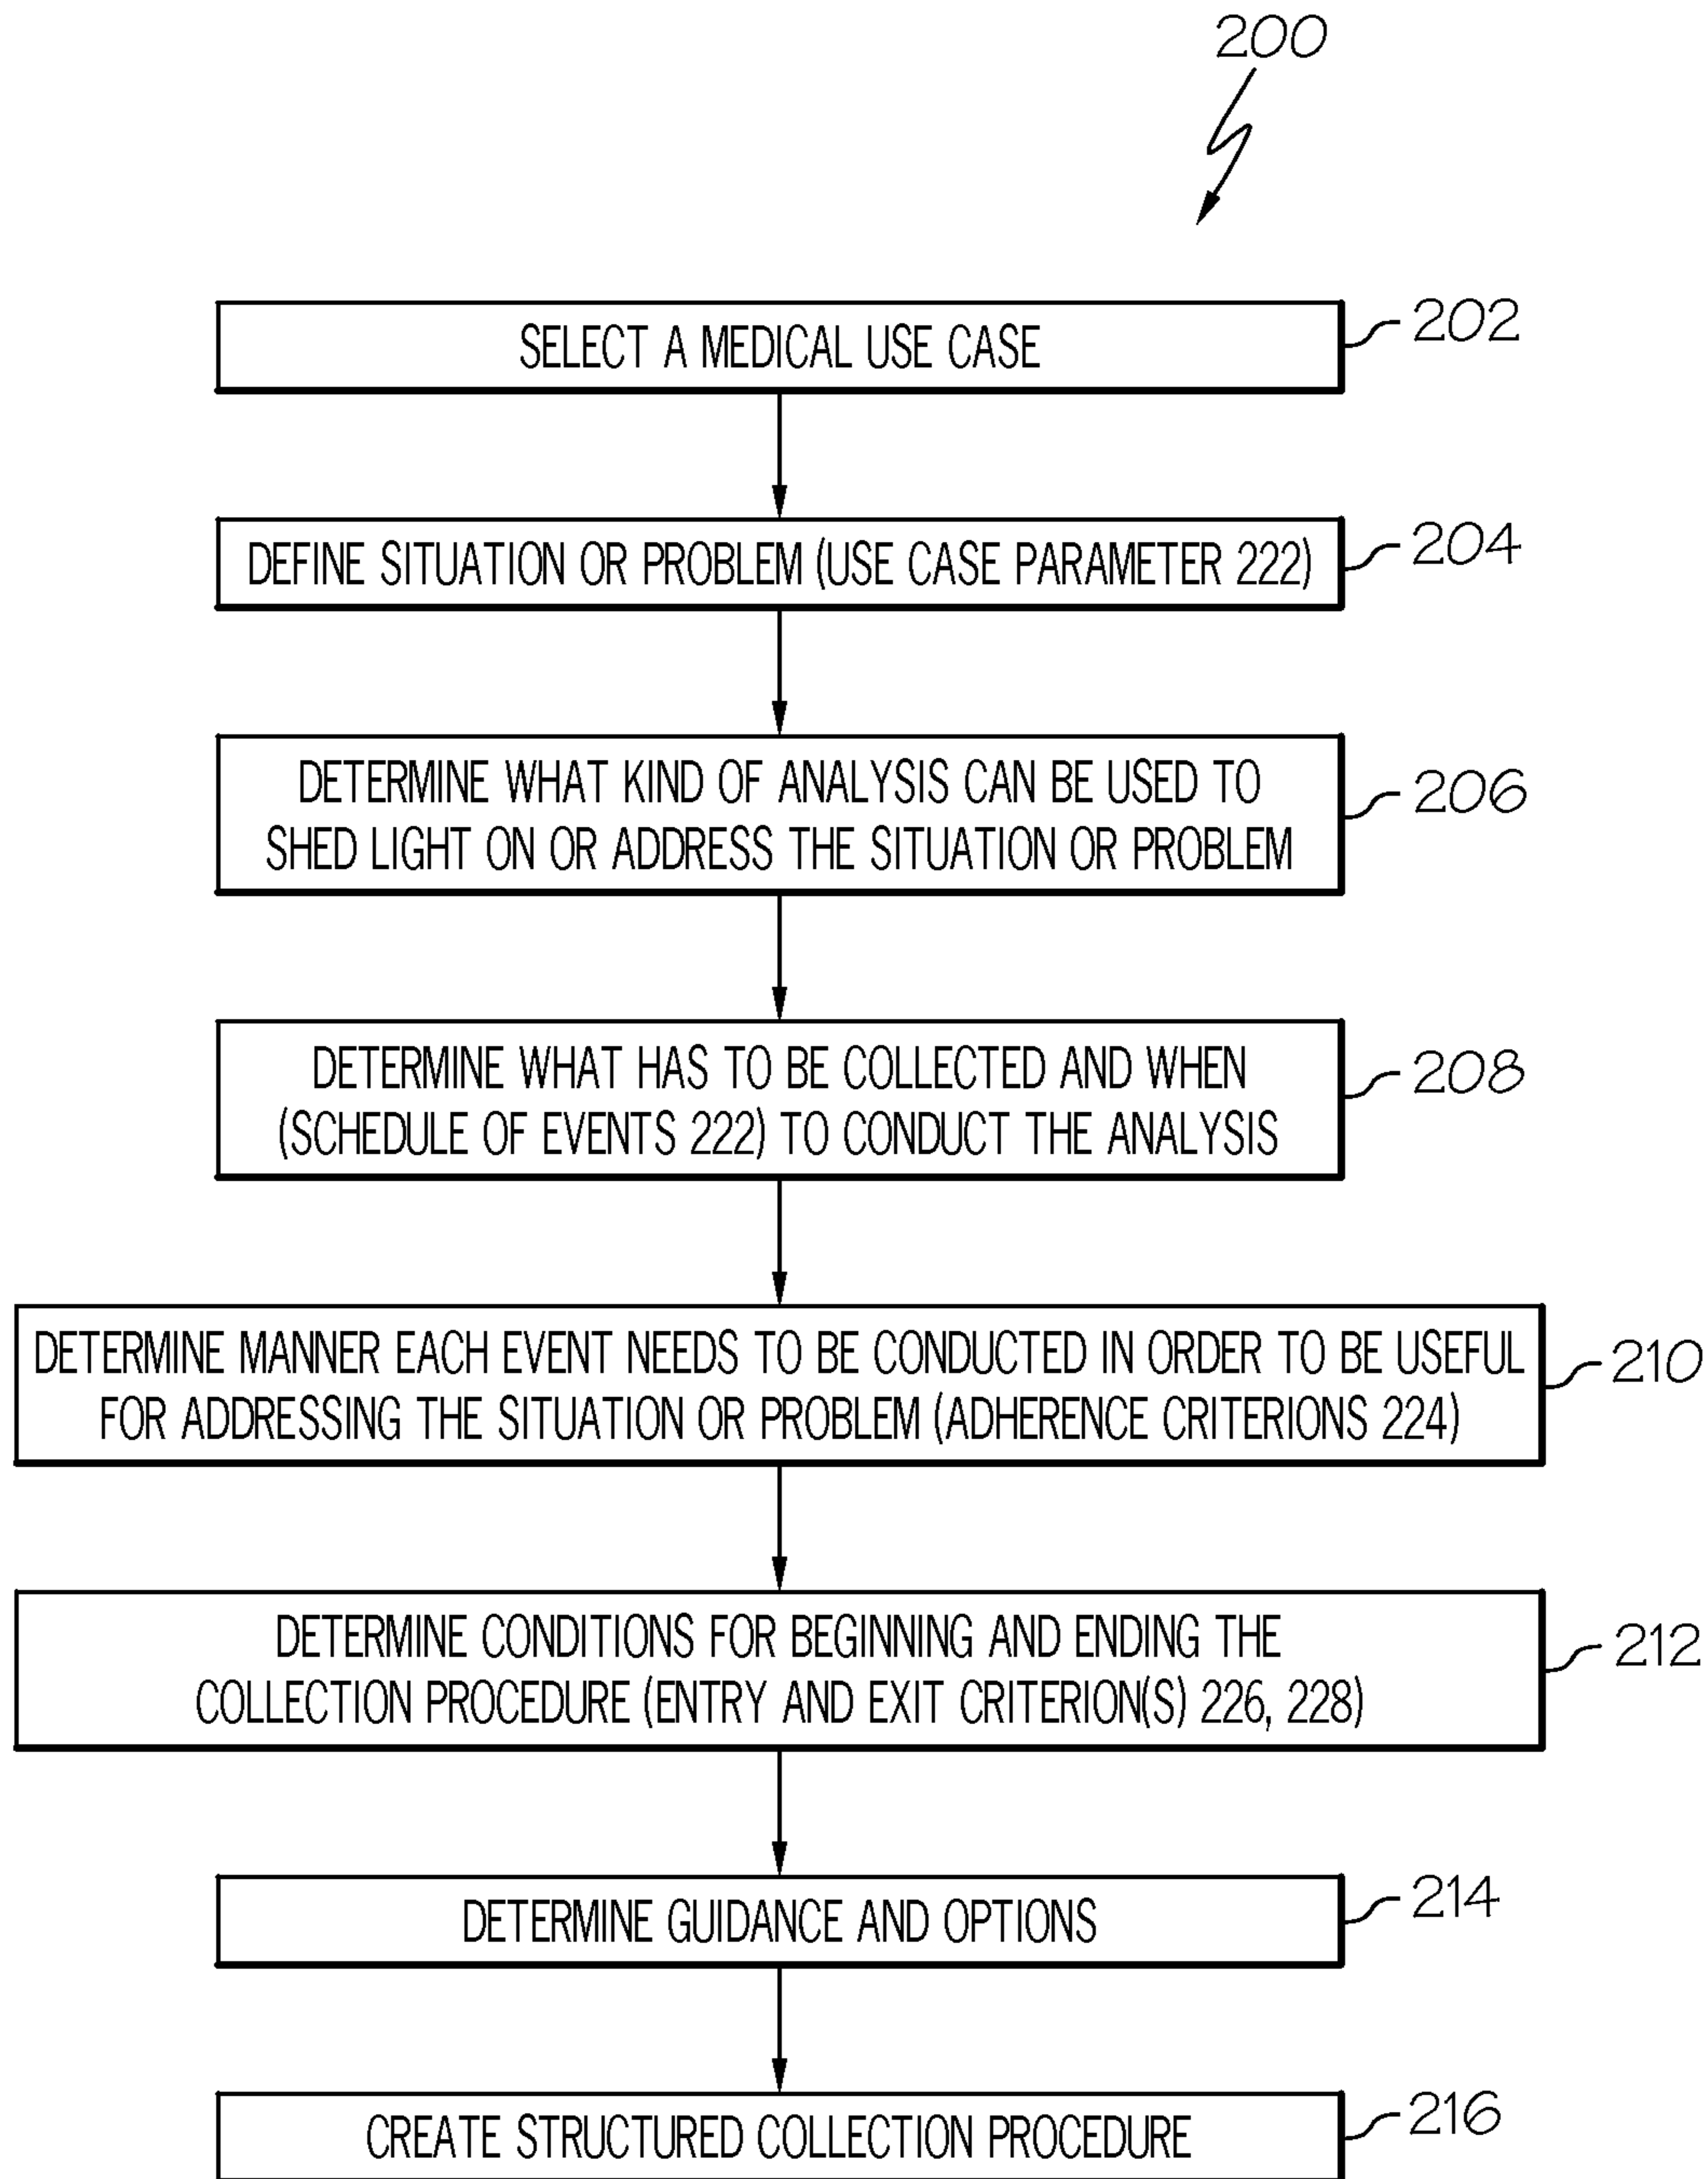 200
SELECT A MEDICAL USE CASE
202
DEFINE SITUATION OR PROBLEM (USE CASE PARAMETER 222)
204
DETERMINE WHAT KIND OF ANALYSIS CAN BE USED TO
SHED LIGHT ON OR ADDRESS THE SITUATION OR PROBLEM
206
DETERMINE WHAT HAS TO BE COLLECTED AND WHEN
(SCHEDULE OF EVENTS 222) TO CONDUCT THE ANALYSIS
208
DETERMINE MANNER EACH EVENT NEEDS TO BE CONDUCTED IN ORDER TO BE USEFUL
FOR ADDRESSING THE SITUATION OR PROBLEM (ADHERENCE CRITERIONS 224)
210
DETERMINE CONDITIONS FOR BEGINNING AND ENDING THE
COLLECTION PROCEDURE (ENTRY AND EXIT CRITERION(S) 226, 228)
212
DETERMINE GUIDANCE AND OPTIONS
214
CREATE STRUCTURED COLLECTION PROCEDURE
216